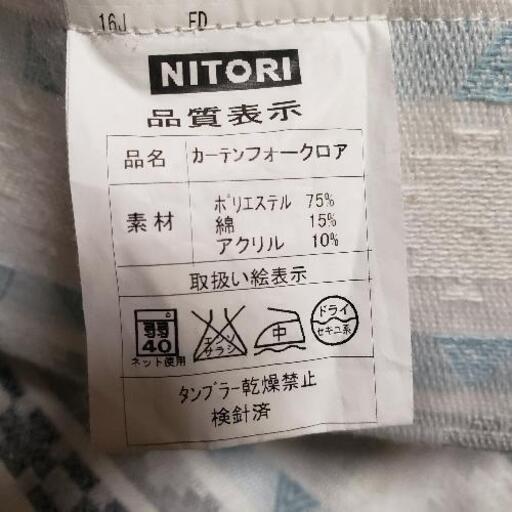 16J ED
NITORI
品質表示
品名 カーテンフォークロア
素材 ポリエステル 75%
綿 15%
アクリル 10%
取扱い絵表示
40
ネット使用
エンソ
サラシ
中
ドライ
セキユ系
タンブラー乾燥禁止
検針済